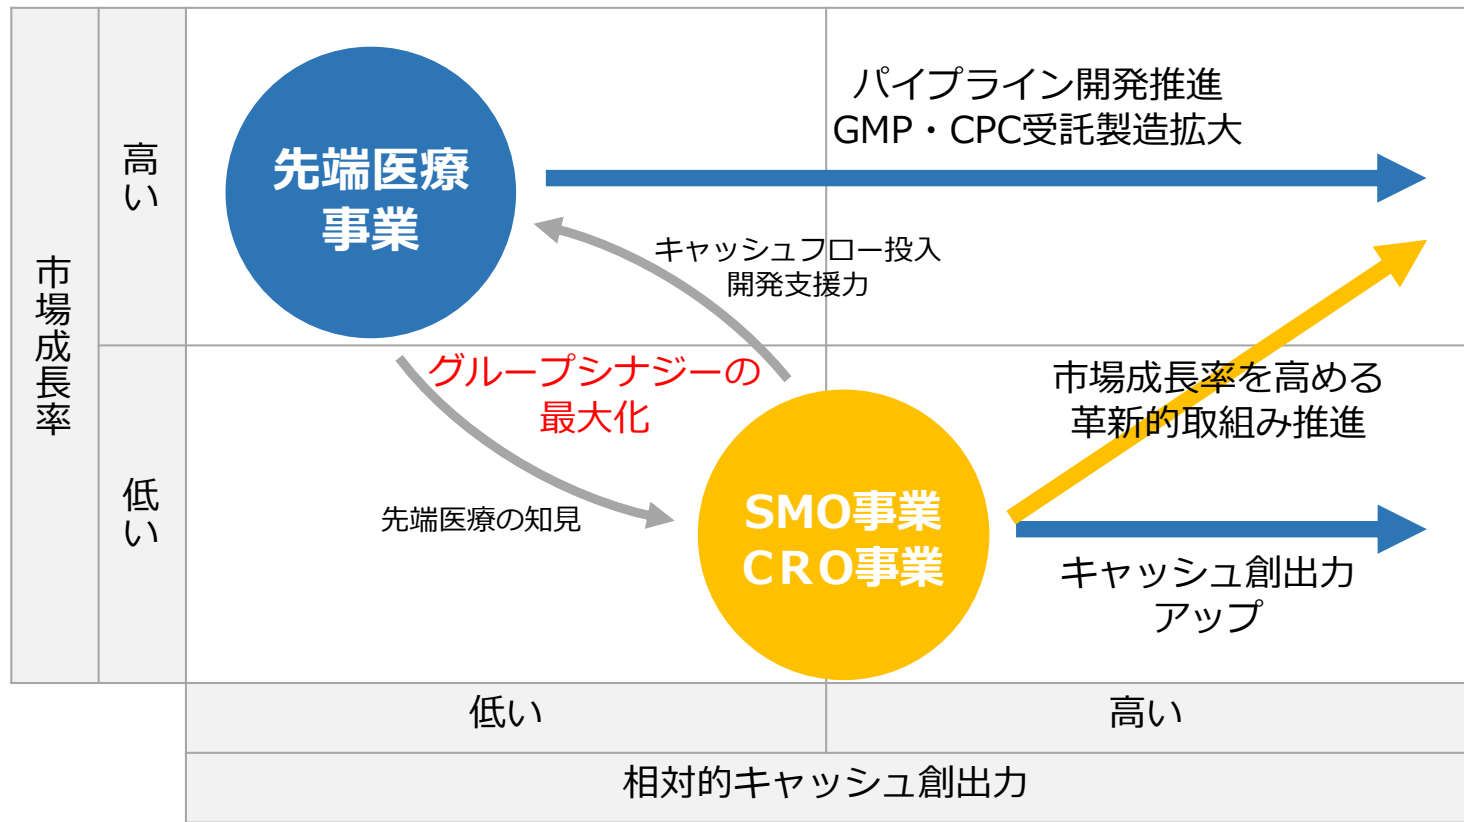 市場成長率
高い
低い
先端医療
事業
パイプライン開発推進
GMP・CPC受託製造拡大
キャッシュフロー投入
開発支援力
グループシナジーの
最大化
先端医療の知見
SMO事業
CRO事業
市場成長率を高める
革新的取組み推進
キャッシュ創出力
アップ
低い
高い
相対的キャッシュ創出力